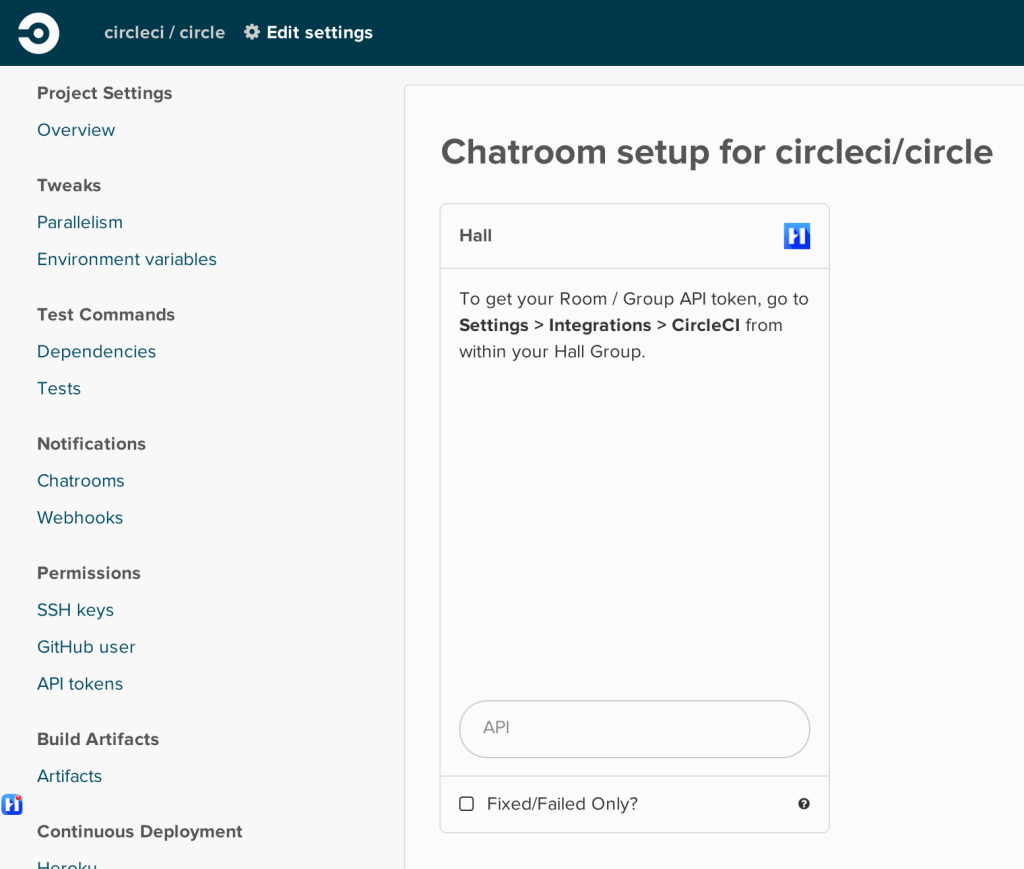 circleci / circle Edit settings
Project Settings
Overview
Tweaks
Parallelism
Environment variables
Test Commands
Dependencies
Tests
Notifications
Chatrooms
Webhooks
Permissions
SSH keys
GitHub user
API tokens
Build Artifacts
Artifacts
Continuous Deployment
Heroku
Chatroom setup for circleci/circle
Hall
To get your Room / Group API token, go to
Settings > Integrations > CircleCI from
within your Hall Group.
API
Fixed/Failed Only?